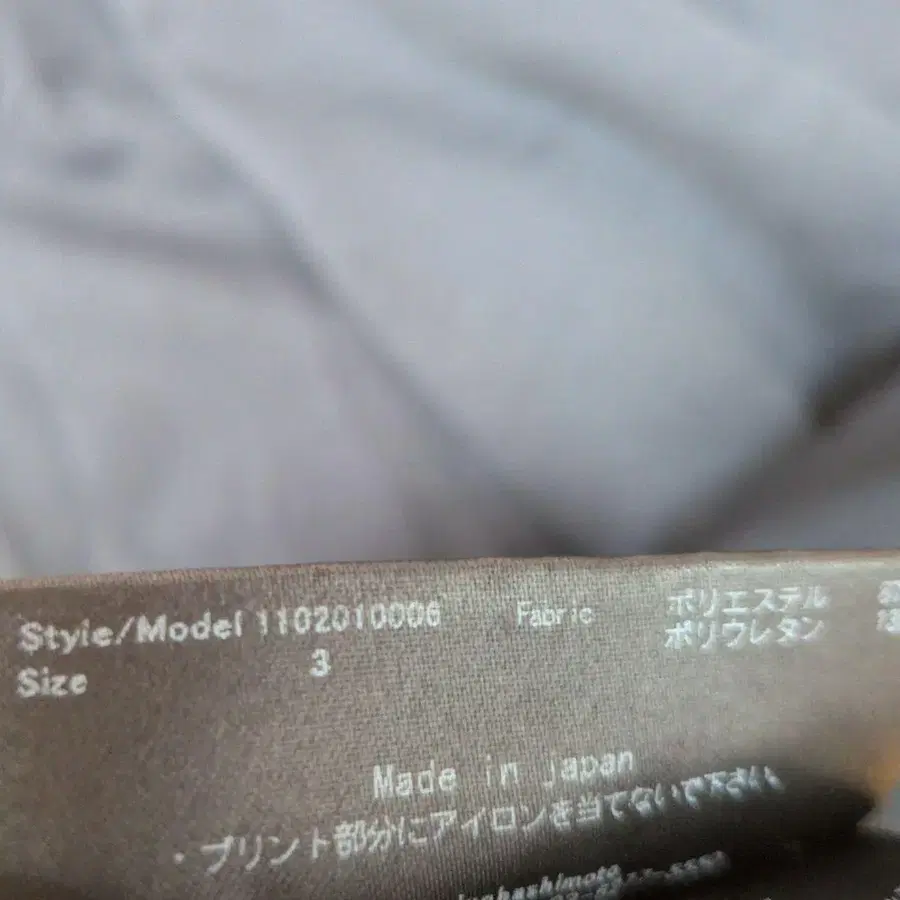 Style/Model 1102010006 Fabric ポリエステル
ポリウレタン
Size 3
Made in japan
・プリント部分にアイロンを当てないで下さい
junhashimoto